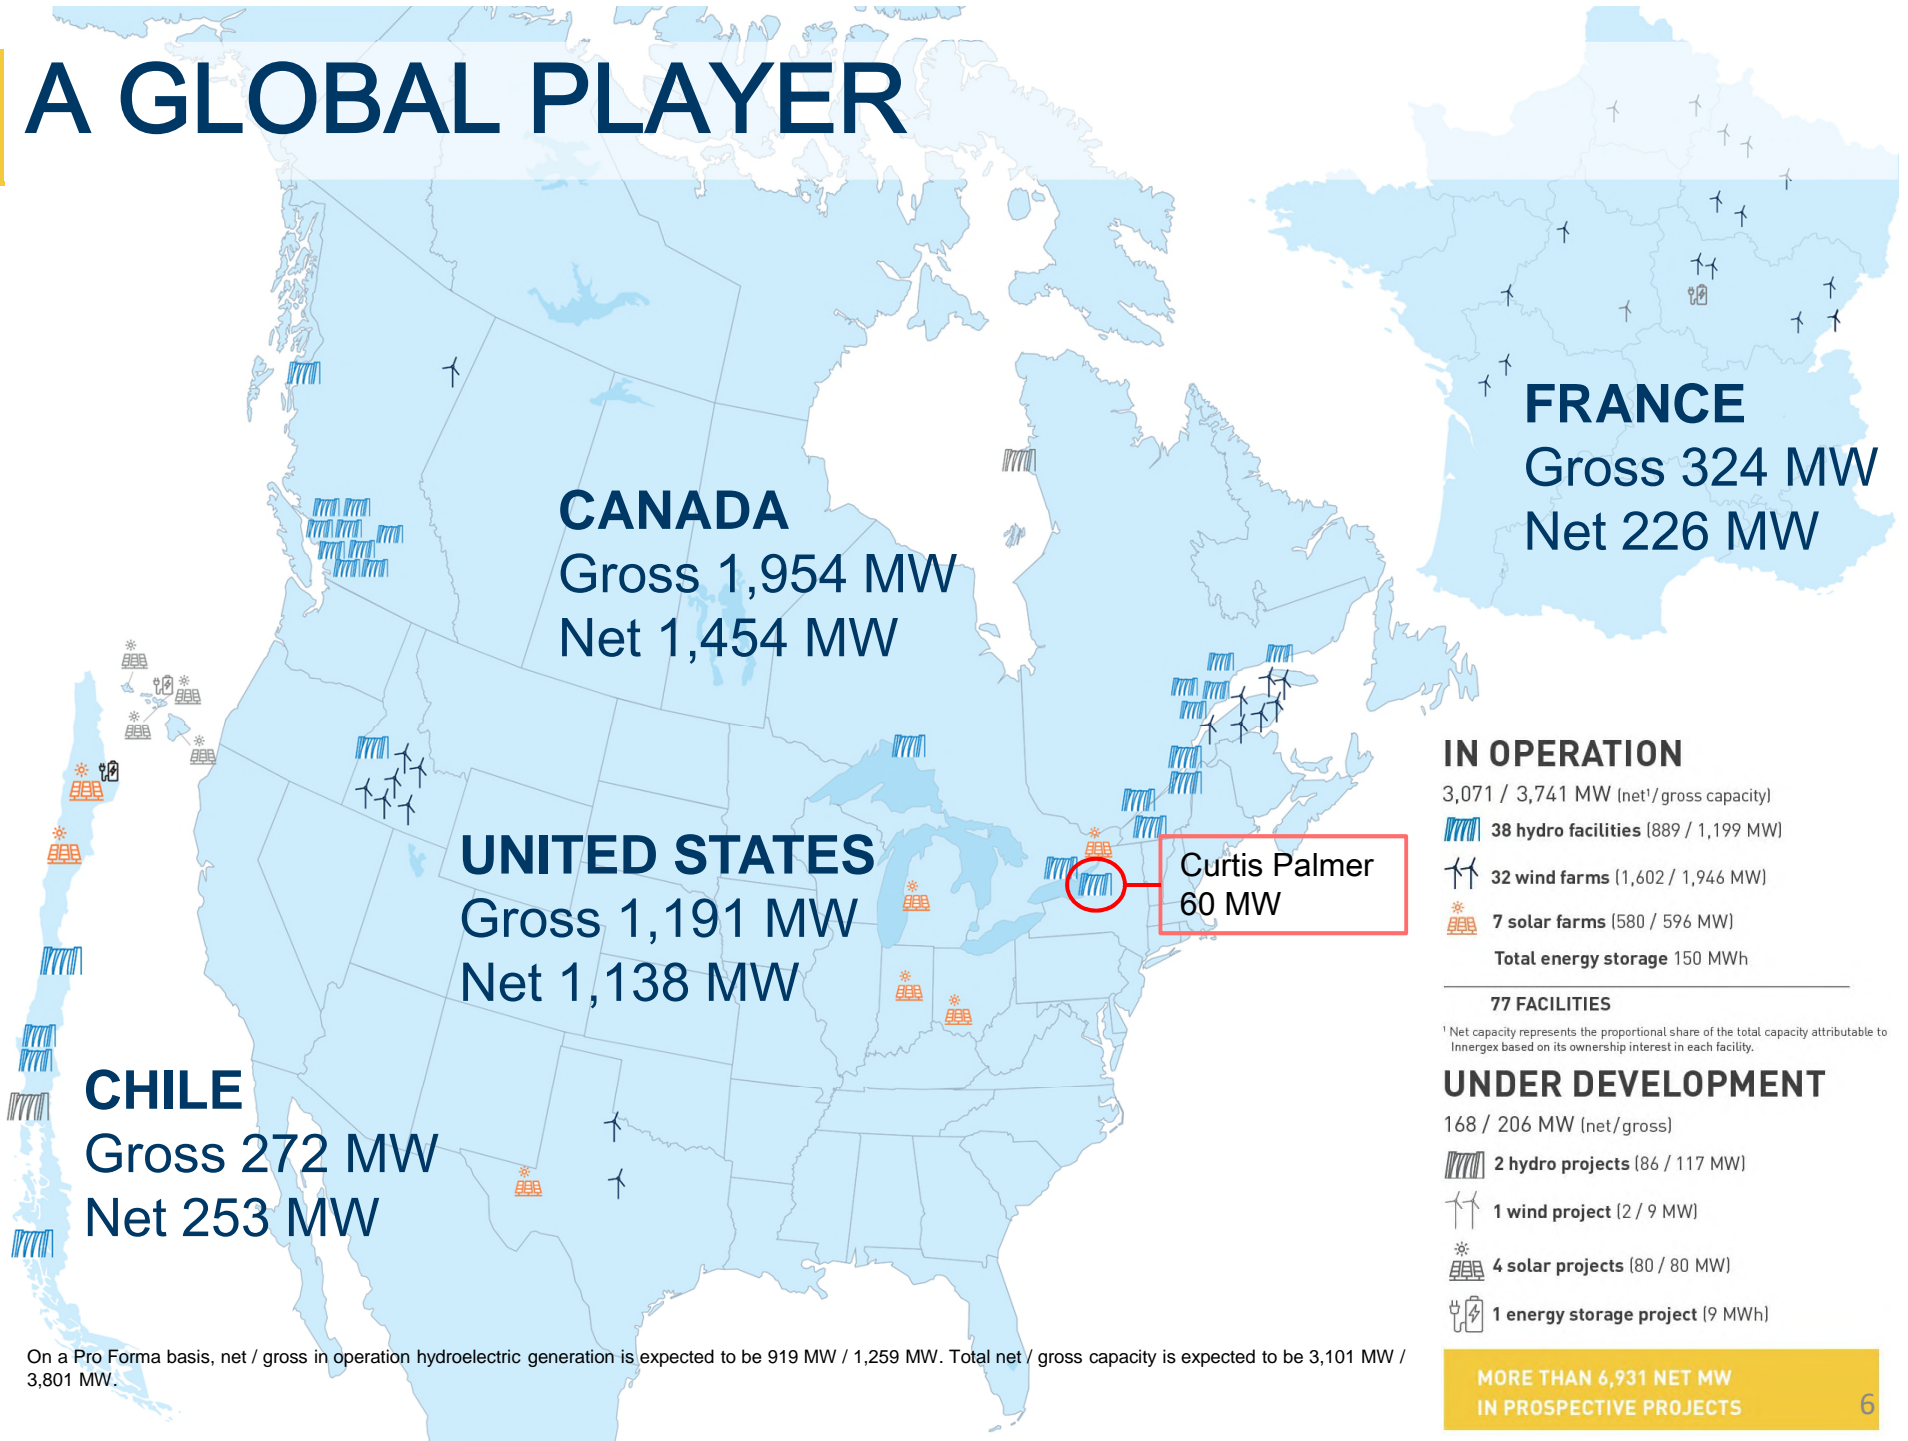 A GLOBAL PLAYER
FRANCE
Gross 324 MW
Net 226 MW
CANADA
Gross 1,954 MW
Net 1,454 MW
UNITED STATES
Gross 1,191 MW
Net 1,138 MW
Curtis Palmer
60 MW
CHILE
Gross 272 MW
Net 253 MW
IN OPERATION
3,071 / 3,741 MW (net¹/gross capacity)
38 hydro facilities (889 / 1,199 MW)
32 wind farms (1,602 / 1,946 MW)
7 solar farms (580 / 596 MW)
Total energy storage 150 MWh
77 FACILITIES
¹ Net capacity represents the proportional share of the total capacity attributable to
Innergex based on its ownership interest in each facility.
UNDER DEVELOPMENT
168 / 206 MW (net/gross)
2 hydro projects (86 / 117 MW)
1 wind project (2 / 9 MW)
4 solar projects (80 / 80 MW)
1 energy storage project (9 MWh)
On a Pro Forma basis, net / gross in operation hydroelectric generation is expected to be 919 MW / 1,259 MW. Total net / gross capacity is expected to be 3,101 MW /
3,801 MW.
MORE THAN 6,931 NET MW
IN PROSPECTIVE PROJECTS
6